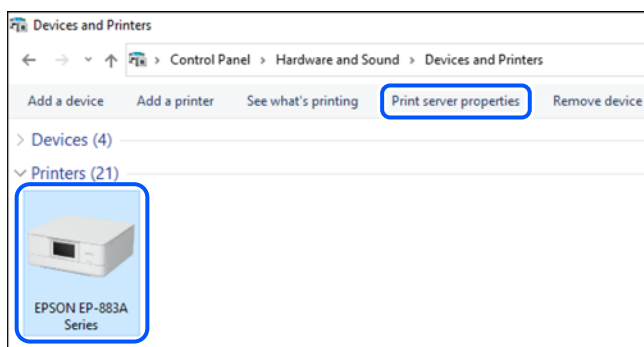 Devices and Printers
Control Panel > Hardware and Sound > Devices and Printers
Add a device Add a printer See what's printing Print server properties Remove device
Devices (4)
Printers (21)
EPSON EP-883A
Series